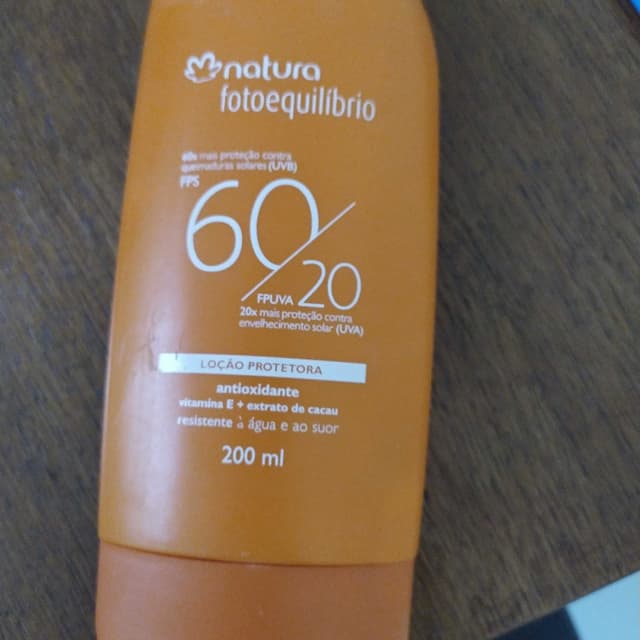 natura
fotoequilíbrio
60x mais proteção contra
queimaduras solares (UVB)
FPS
60/20
FPUVA
20x mais proteção contra
envelhecimento solar (UVA)
LOÇÃO PROTETORA
antioxidante
vitamina E + extrato de cacau
resistente à água e ao suor
200 ml